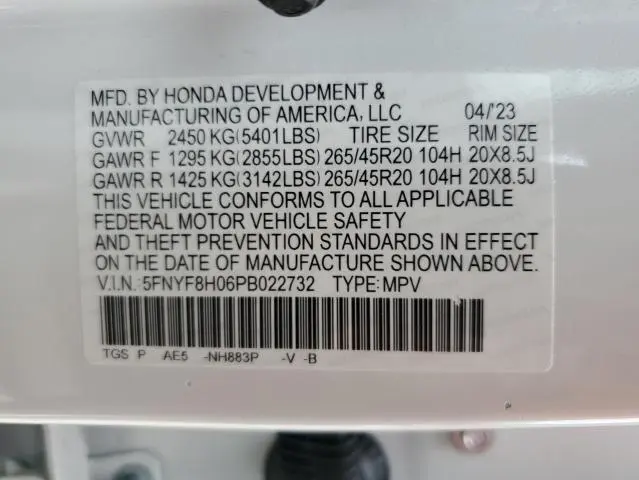 MFD. BY HONDA DEVELOPMENT &
MANUFACTURING OF AMERICA, LLC 04/'23
GVWR 2450 KG(5401LBS) TIRE SIZE RIM SIZE
GAWR F 1295 KG(2855LBS) 265/45R20 104H 20X8.5J
GAWR R 1425 KG(3142LBS) 265/45R20 104H 20X8.5J
THIS VEHICLE CONFORMS TO ALL APPLICABLE
FEDERAL MOTOR VEHICLE SAFETY
AND THEFT PREVENTION STANDARDS IN EFFECT
ON THE DATE OF MANUFACTURE SHOWN ABOVE.
V.I.N.:5FNYF8H06PB022732 TYPE:MPV
TGS P AE5 -NH883P -V -B